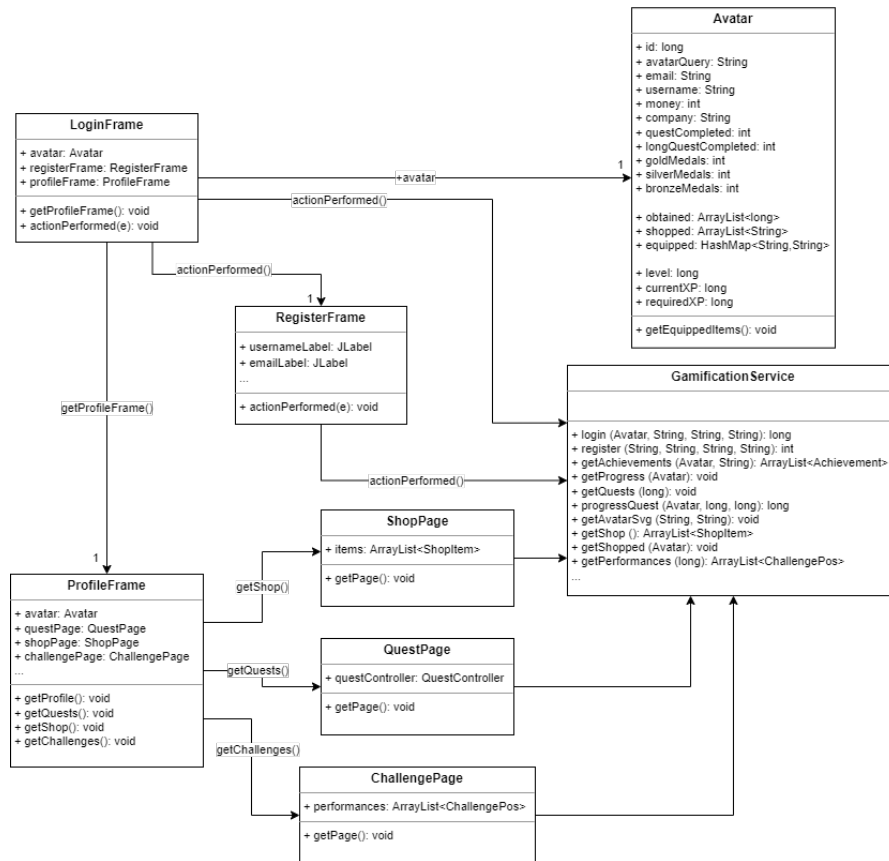 Avatar
+ id: long
+ avatarQuery: String
+ email: String
+ username: String
+ money: int
+ company: String
+ questCompleted: int
+ longQuestCompleted: int
+ goldMedals: int
+ silverMedals: int
+ bronzeMedals: int
+ obtained: ArrayList<long>
+ shopped: ArrayList<String>
+ equipped: HashMap<String,String>
+ level: long
+ currentXP: long
+ requiredXP: long
+ getEquippedItems(): void
LoginFrame
+ avatar: Avatar
+ registerFrame: RegisterFrame
+ profileFrame: ProfileFrame
+ getProfileFrame(): void
+ actionPerformed(e): void
+avatar
1
actionPerformed()
actionPerformed()
1
RegisterFrame
+ usernameLabel: JLabel
+ emailLabel: JLabel
...
+ actionPerformed(e): void
GamificationService
+ login (Avatar, String, String, String): long
+ register (String, String, String, String): int
+ getAchievements (Avatar, String): ArrayList<Achievement>
+ getProgress (Avatar): void
+ getQuests (long): void
+ progressQuest (Avatar, long, long): long
+ getAvatarSvg (String, String): void
+ getShop (): ArrayList<ShopItem>
+ getShopped (Avatar): void
+ getPerformances (long): ArrayList<ChallengePos>
...
getProfileFrame()
actionPerformed()
1
ShopPage
+ items: ArrayList<ShopItem>
+ getPage(): void
ProfileFrame
+ avatar: Avatar
+ questPage: QuestPage
+ shopPage: ShopPage
+ challengePage: ChallengePage
...
+ getProfile(): void
+ getQuests(): void
+ getShop(): void
+ getChallenges(): void
getShop()
getQuests()
getChallenges()
QuestPage
+ questController: QuestController
+ getPage(): void
ChallengePage
+ performances: ArrayList<ChallengePos>
+ getPage(): void